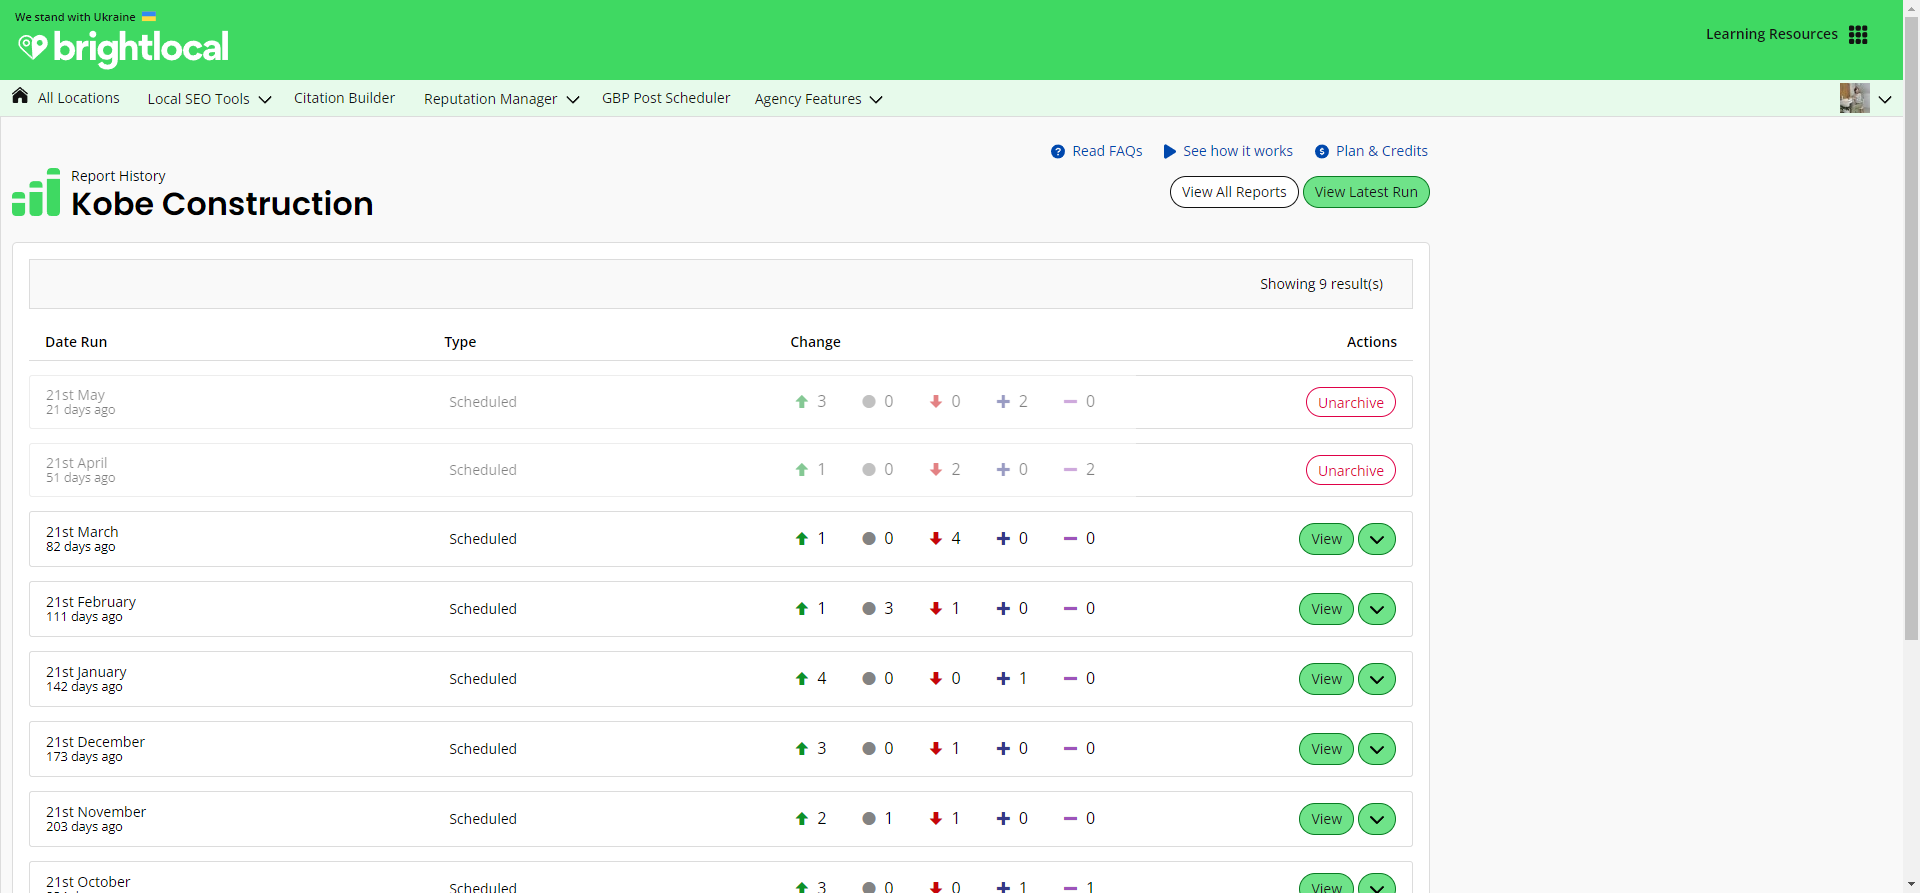 We stand with Ukraine
brightlocal
Learning Resources
All Locations Local SEO Tools Citation Builder Reputation Manager GBP Post Scheduler Agency Features
Read FAQs See how it works Plan & Credits
Report History
Kobe Construction
View All Reports View Latest Run
Showing 9 result(s)
Date Run Type Change Actions
21st May
21 days ago
Scheduled 3 0 0 2 0 Unarchive
21st April
51 days ago
Scheduled 1 0 2 0 2 Unarchive
21st March
82 days ago
Scheduled 1 0 4 0 0 View
21st February
111 days ago
Scheduled 1 3 1 0 0 View
21st January
142 days ago
Scheduled 4 0 0 1 0 View
21st December
173 days ago
Scheduled 3 0 1 0 0 View
21st November
203 days ago
Scheduled 2 1 1 0 0 View
21st October
Scheduled 3 0 0 1 1 View